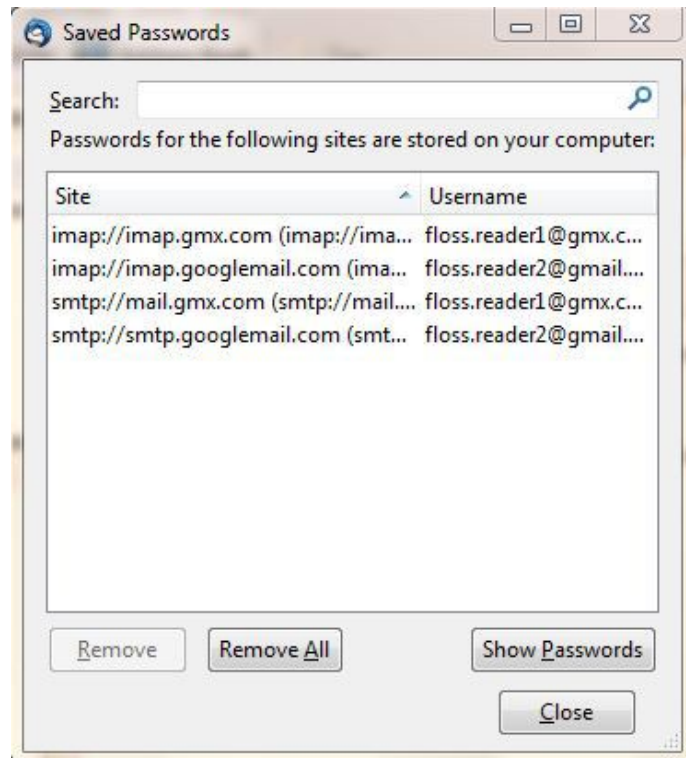 Saved Passwords
Search:
Passwords for the following sites are stored on your computer:
Site Username
imap://imap.gmx.com (imap://ima... floss.reader1@gmx.c...
imap://imap.googlemail.com (ima... floss.reader2@gmail....
smtp://mail.gmx.com (smtp://mail.... floss.reader1@gmx.c...
smtp://smtp.googlemail.com (smt... floss.reader2@gmail....
Remove Remove All Show Passwords
Close